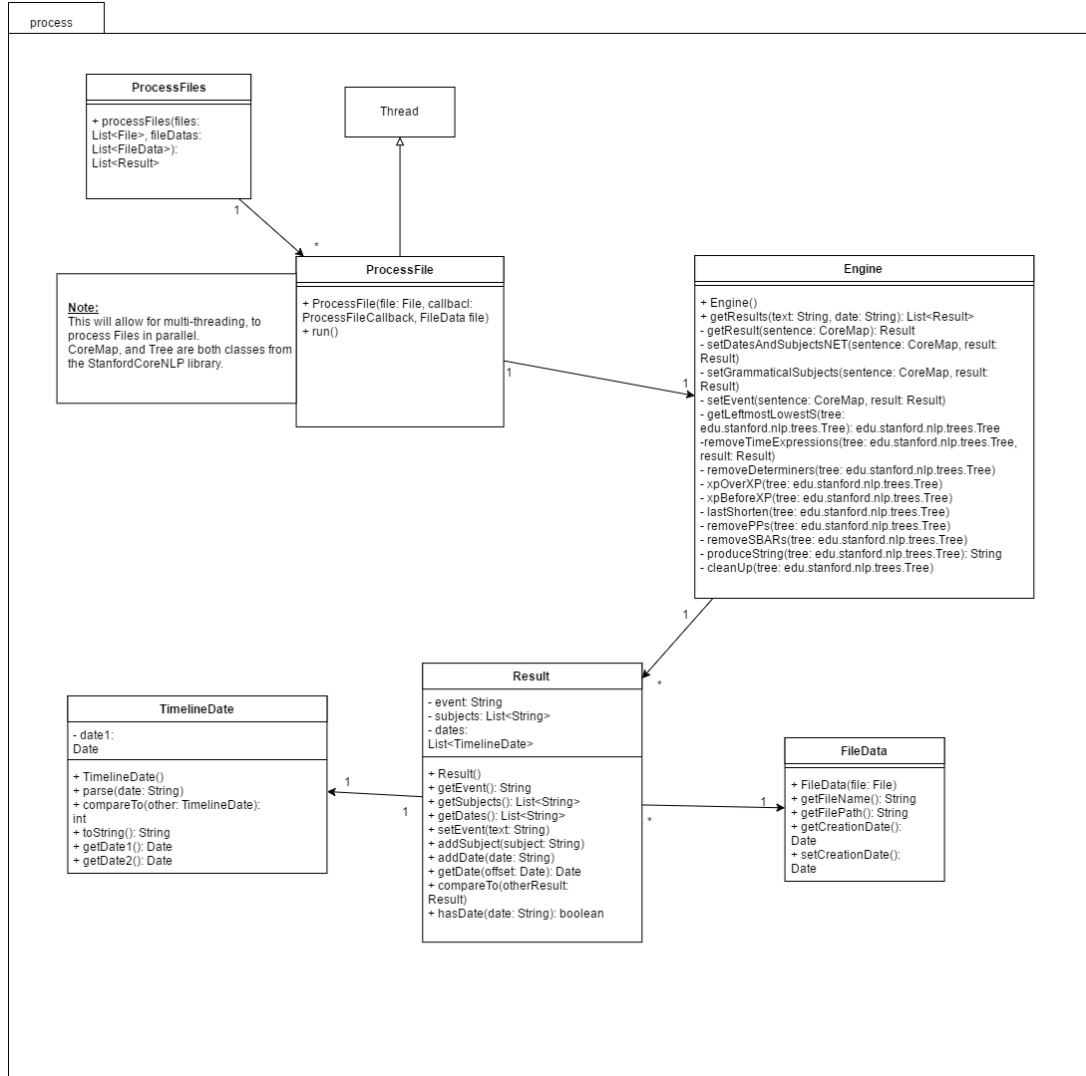 process
ProcessFiles
+ processFiles(files:
List<File>, fileDatas:
List<FileData>):
List<Result>
Thread
1
*
ProcessFile
+ ProcessFile(file: File, callbacl:
ProcessFileCallback, FileData file)
+ run()
Note:
This will allow for multi-threading, to
process Files in parallel.
CoreMap, and Tree are both classes from
the StanfordCoreNLP library.
1
1
Engine
+ Engine()
+ getResults(text: String, date: String): List<Result>
- getResult(sentence: CoreMap): Result
- setDatesAndSubjectsNET(sentence: CoreMap, result:
Result)
- setGrammaticalSubjects(sentence: CoreMap, result:
Result)
- setEvent(sentence: CoreMap, result: Result)
- getLeftmostLowestS(tree:
edu.stanford.nlp.trees.Tree): edu.stanford.nlp.trees.Tree
-removeTimeExpressions(tree: edu.stanford.nlp.trees.Tree,
result: Result)
- removeDeterminers(tree: edu.stanford.nlp.trees.Tree)
- xpOverXP(tree: edu.stanford.nlp.trees.Tree)
- xpBeforeXP(tree: edu.stanford.nlp.trees.Tree)
- lastShorten(tree: edu.stanford.nlp.trees.Tree)
- removePPs(tree: edu.stanford.nlp.trees.Tree)
- removeSBARs(tree: edu.stanford.nlp.trees.Tree)
- produceString(tree: edu.stanford.nlp.trees.Tree): String
- cleanUp(tree: edu.stanford.nlp.trees.Tree)
1
*
Result
- event: String
- subjects: List<String>
- dates:
List<TimelineDate>
+ Result()
+ getEvent(): String
+ getSubjects(): List<String>
+ getDates(): List<String>
+ setEvent(text: String)
+ addSubject(subject: String)
+ addDate(date: String)
+ getDate(offset: Date): Date
+ compareTo(otherResult:
Result)
+ hasDate(date: String): boolean
TimelineDate
- date1:
Date
+ TimelineDate()
+ parse(date: String)
+ compareTo(other: TimelineDate):
int
+ toString(): String
+ getDate1(): Date
+ getDate2(): Date
1
1
*
1
FileData
+ FileData(file: File)
+ getFileName(): String
+ getFilePath(): String
+ getCreationDate():
Date
+ setCreationDate():
Date